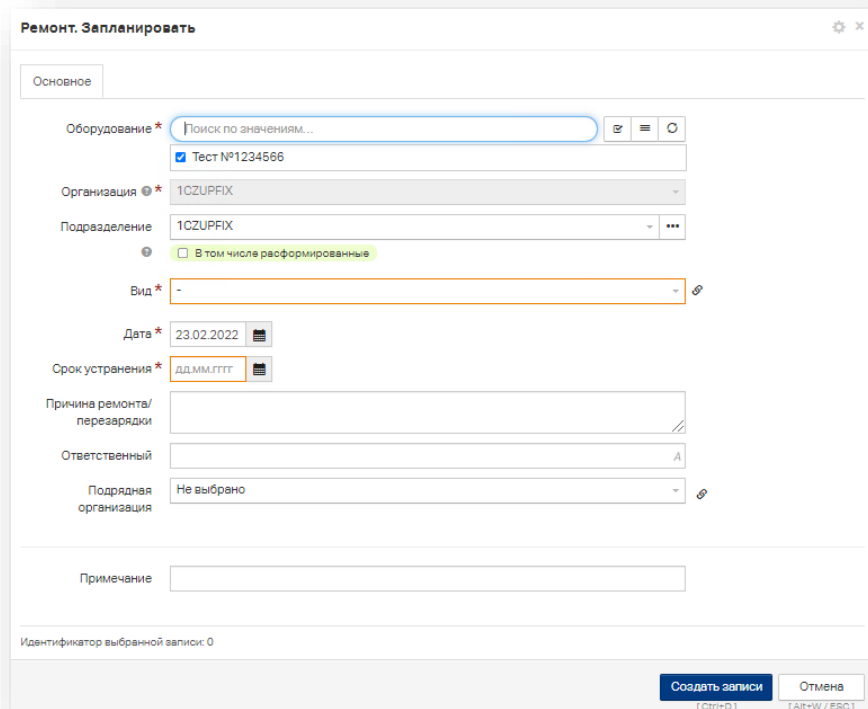 Ремонт. Запланировать
Основное
Оборудование * Поиск по значениям...
Тест №1234566
Организация * 1CZUPFIX
Подразделение 1CZUPFIX
В том числе расформированные
Вид * -
Дата * 23.02.2022
Срок устранения * дд.мм.гггг
Причина ремонта/
перезарядки
Ответственный A
Подрядная Не выбрано
организация
Примечание
Идентификатор выбранной записи: 0
Создать записи Отмена
[ Ctrl+D ] [ Alt+W / ESC ]